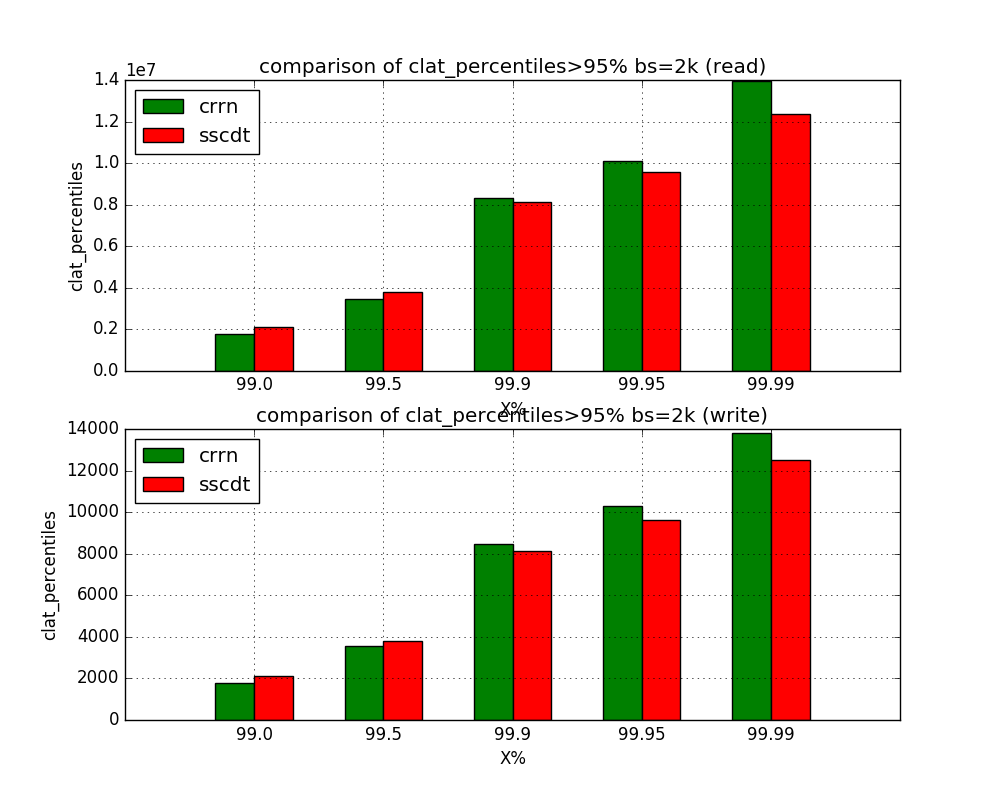 comparison of clat_percentiles>95% bs=2k (read)
1e7
1.4
1.2
1.0
0.8
0.6
0.4
0.2
0.0
clat_percentiles
crrn
sscdt
99.0 99.5 99.9 99.95 99.99
X%
comparison of clat_percentiles>95% bs=2k (write)
14000
12000
10000
8000
6000
4000
2000
0
clat_percentiles
crrn
sscdt
99.0 99.5 99.9 99.95 99.99
X%